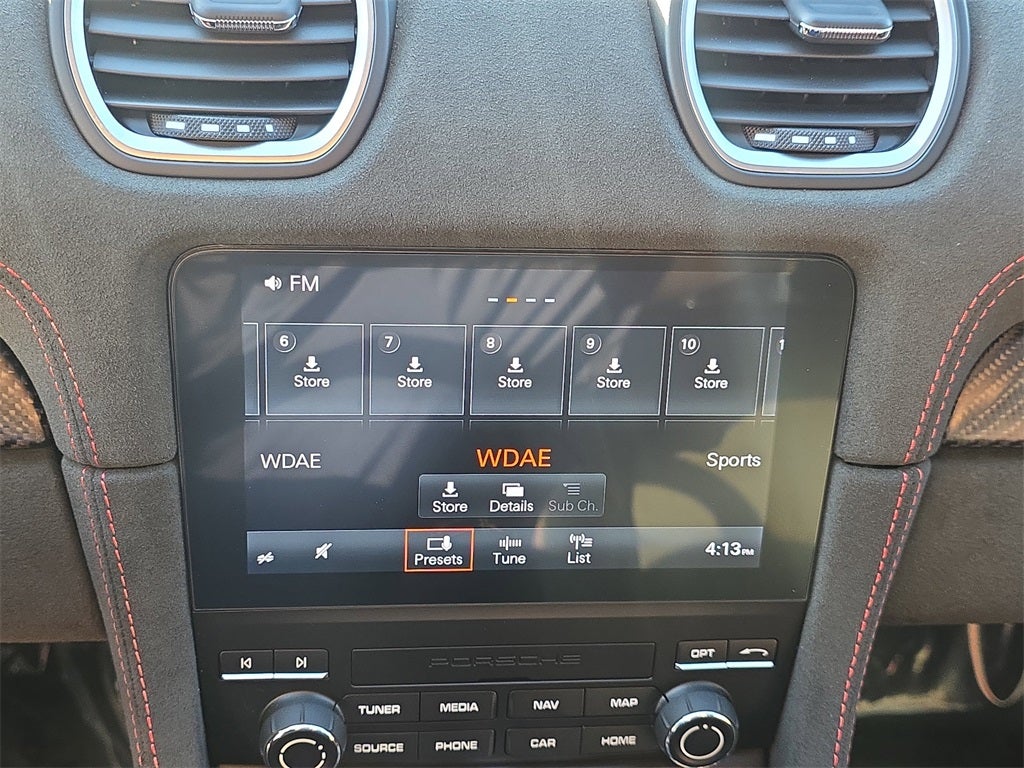 FM
6 7 8 9 10 1
Store Store Store Store Store
WDAE WDAE Sports
Store Details Sub Ch.
Presets Tune List 4:13PM
PORSCHE OPT
TUNER MEDIA NAV MAP
SOURCE PHONE CAR HOME